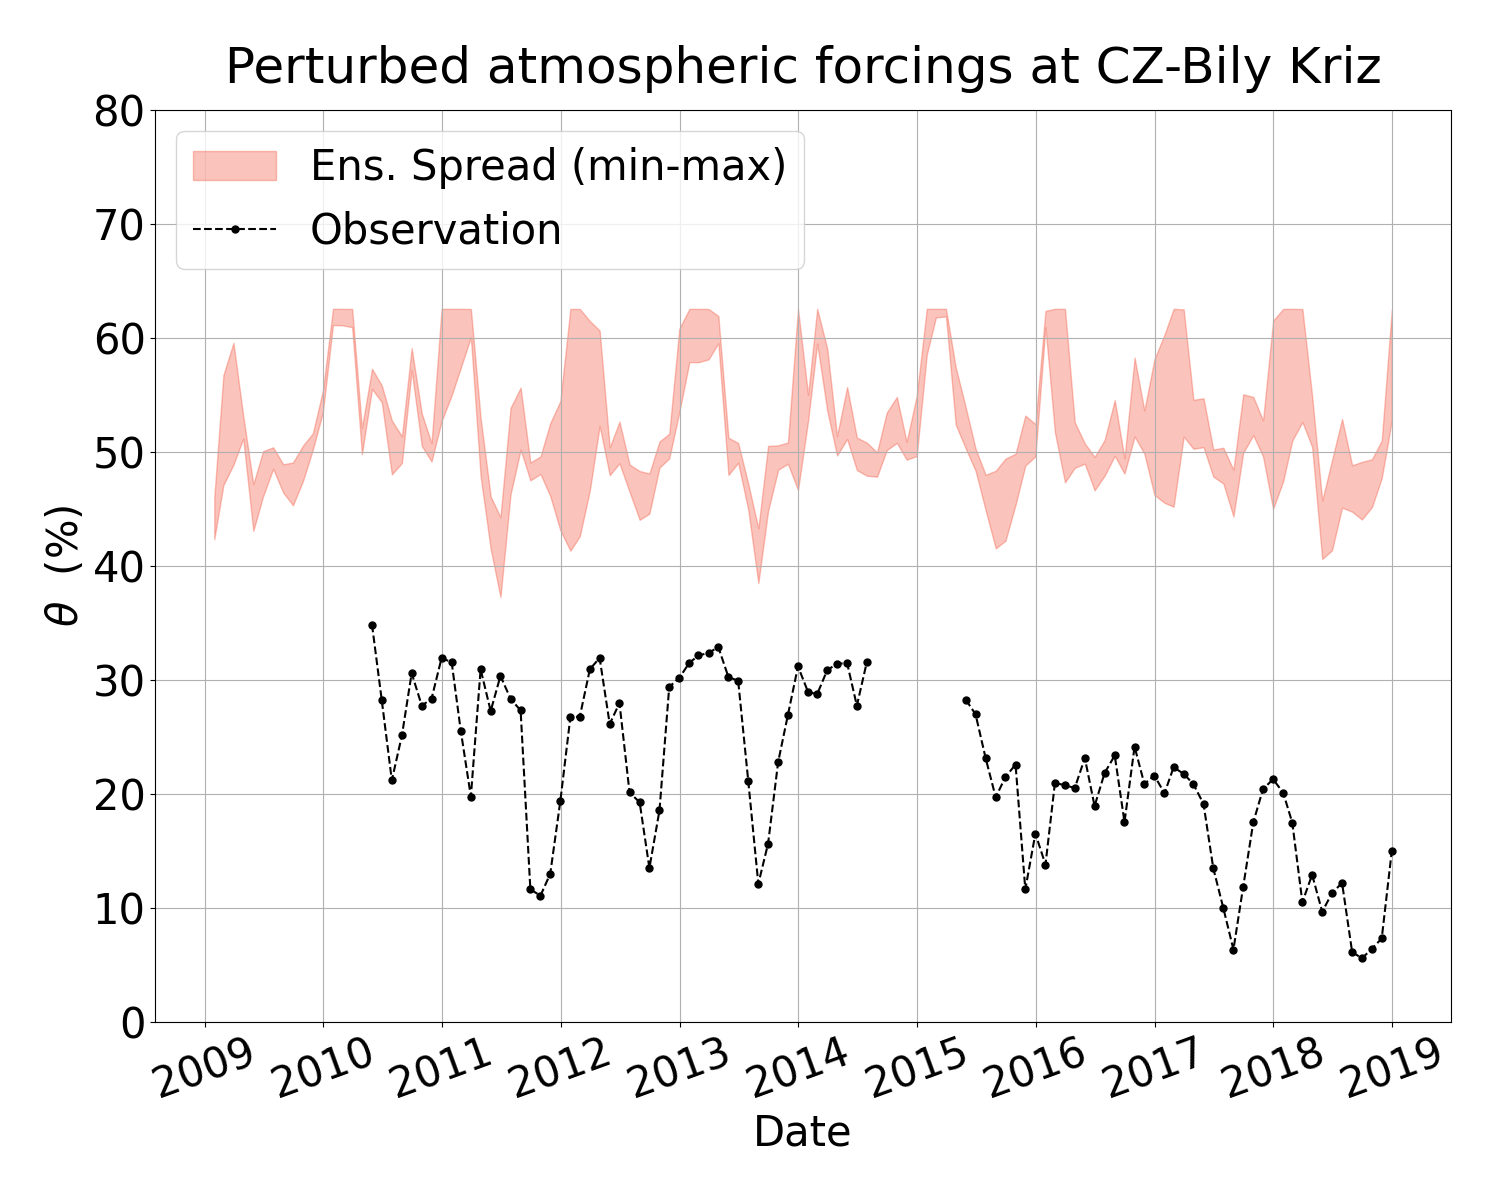 Perturbed atmospheric forcings at CZ-Bily Kriz
80
70
60
50
40
30
20
10
0
θ (%)
Ens. Spread (min-max)
Observation
2009 2010 2011 2012 2013 2014 2015 2016 2017 2018 2019
Date